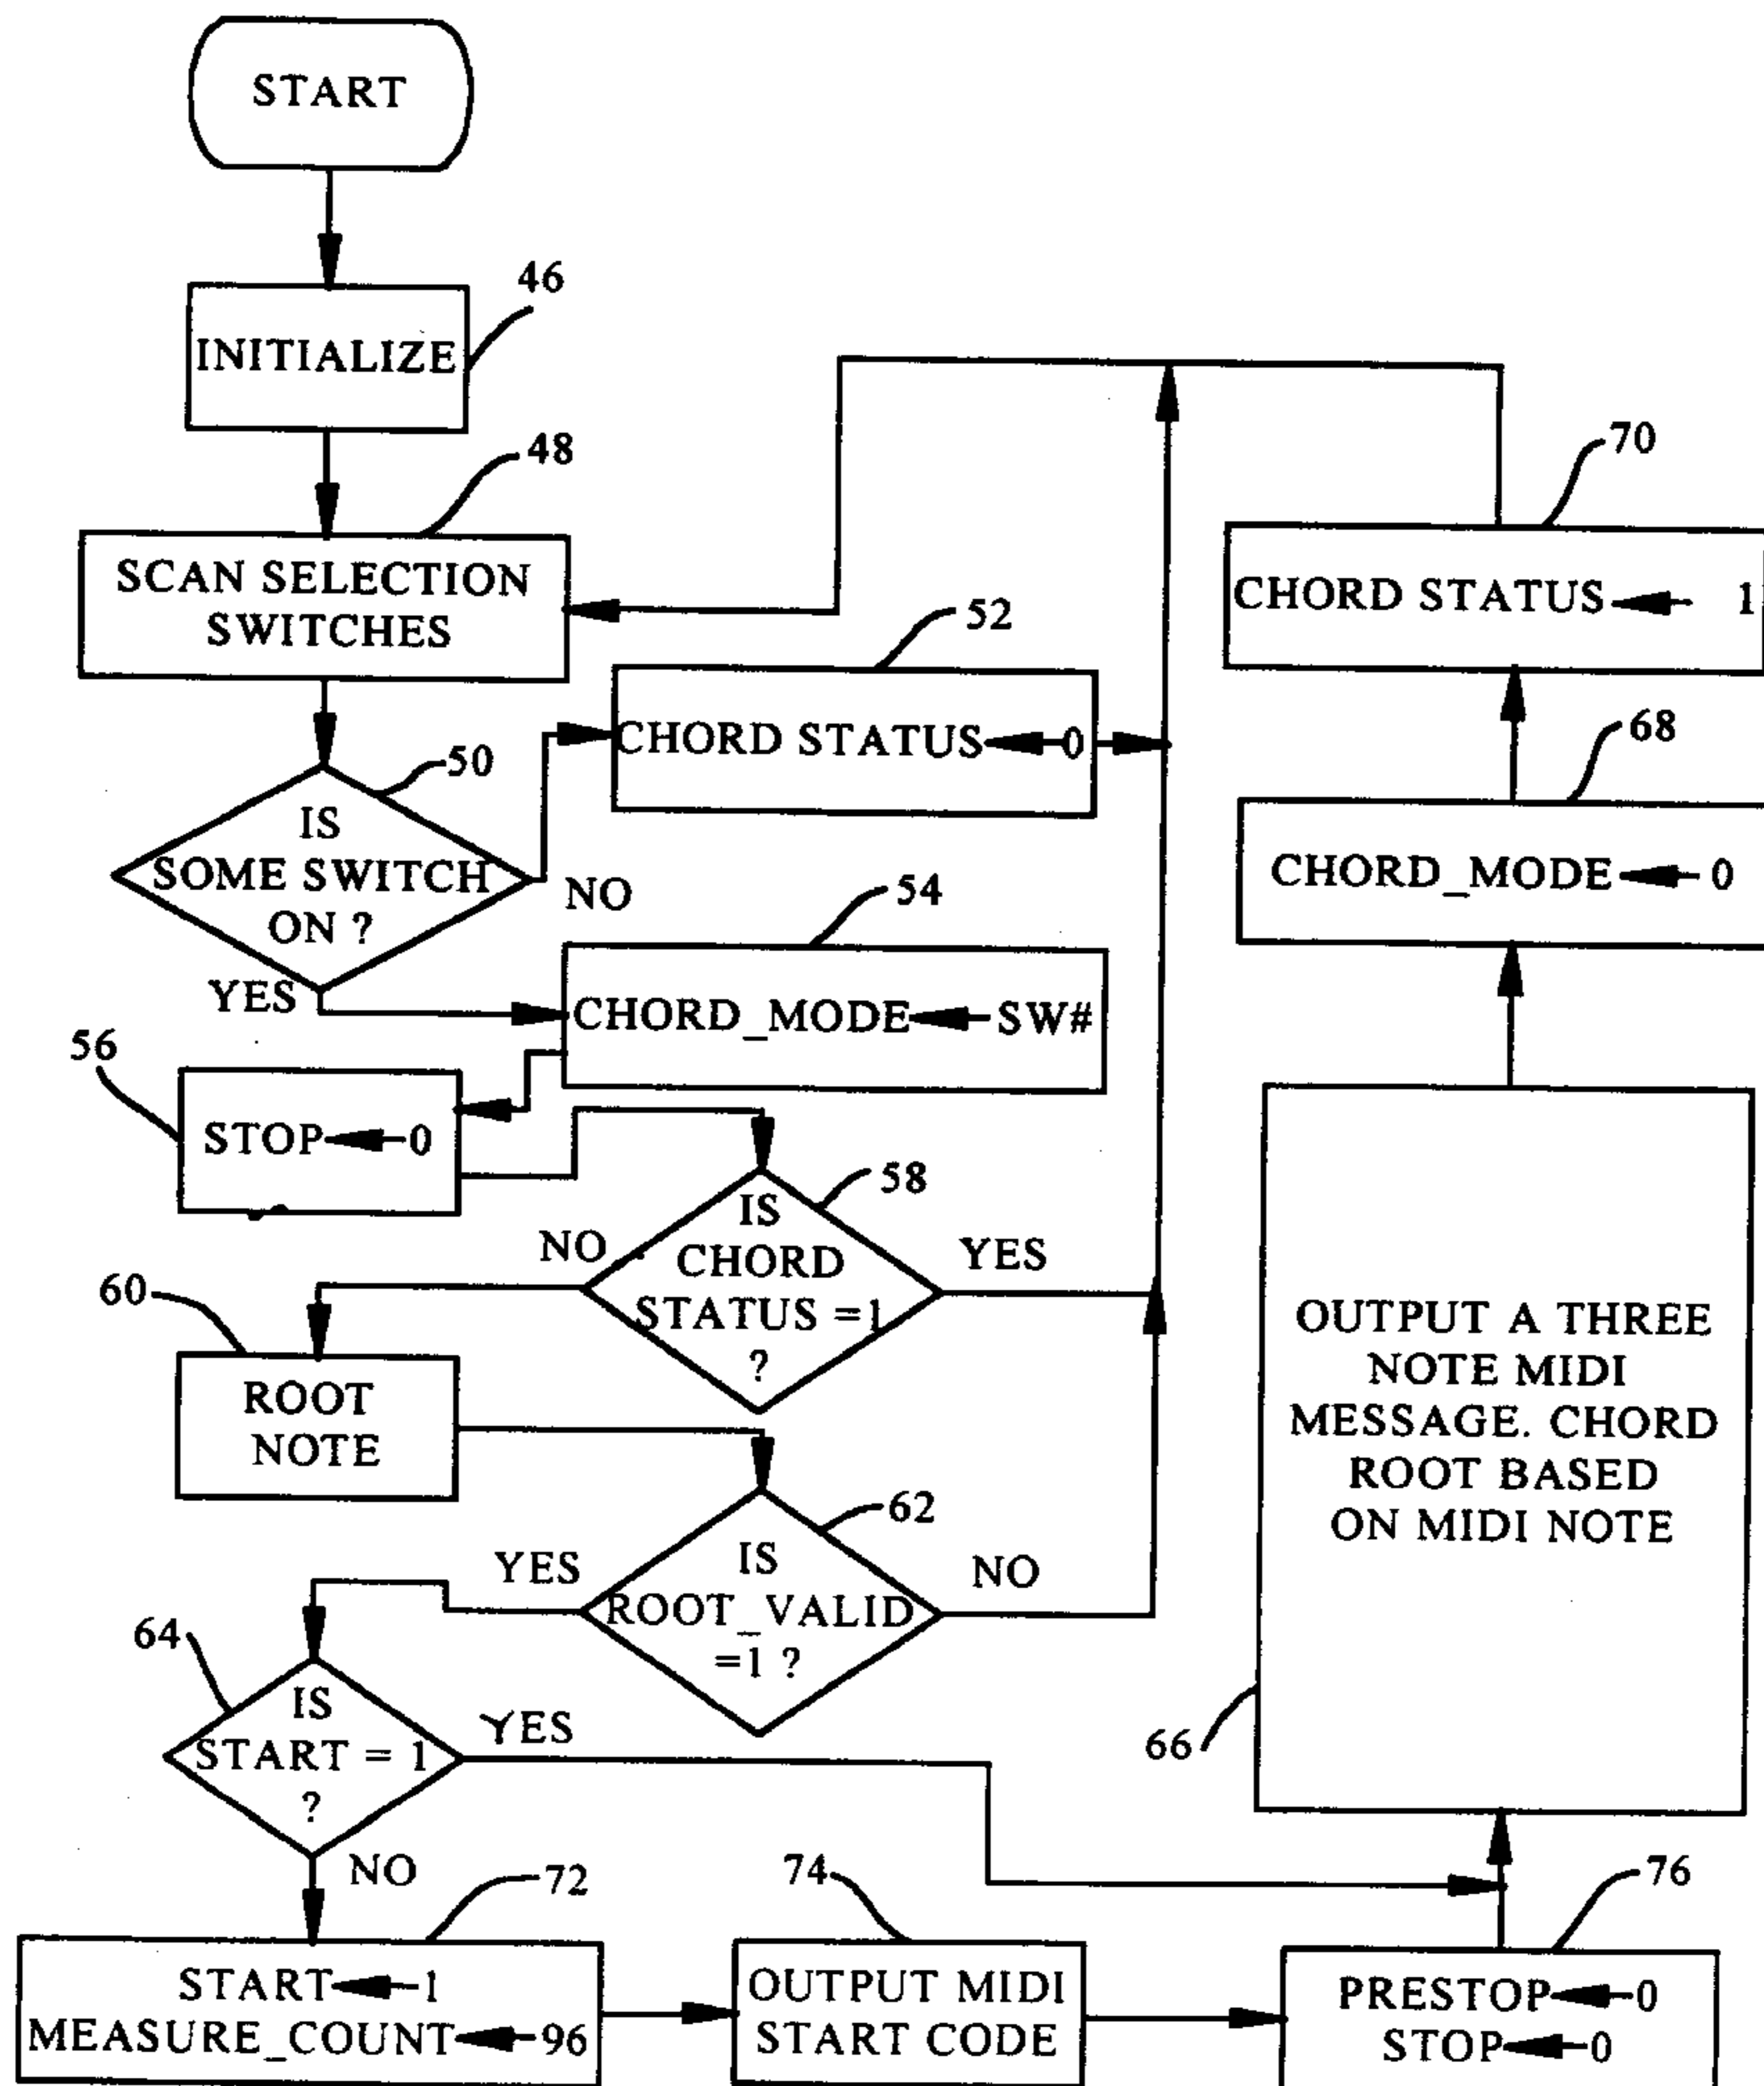 START
46
INITIALIZE
48
SCAN SELECTION
SWITCHES
50
IS
SOME SWITCH
ON ?
NO
YES
52
CHORD STATUS 0
54
CHORD_MODE SW#
56
STOP 0
58
IS
CHORD
STATUS =1
?
NO
YES
60
ROOT
NOTE
62
IS
ROOT_VALID
=1 ?
YES
NO
64
IS
START = 1
?
YES
NO
72
START 1
MEASURE_COUNT 96
74
OUTPUT MIDI
START CODE
76
PRESTOP 0
STOP 0
66
OUTPUT A THREE
NOTE MIDI
MESSAGE. CHORD
ROOT BASED
ON MIDI NOTE
68
CHORD_MODE 0
70
CHORD STATUS 1